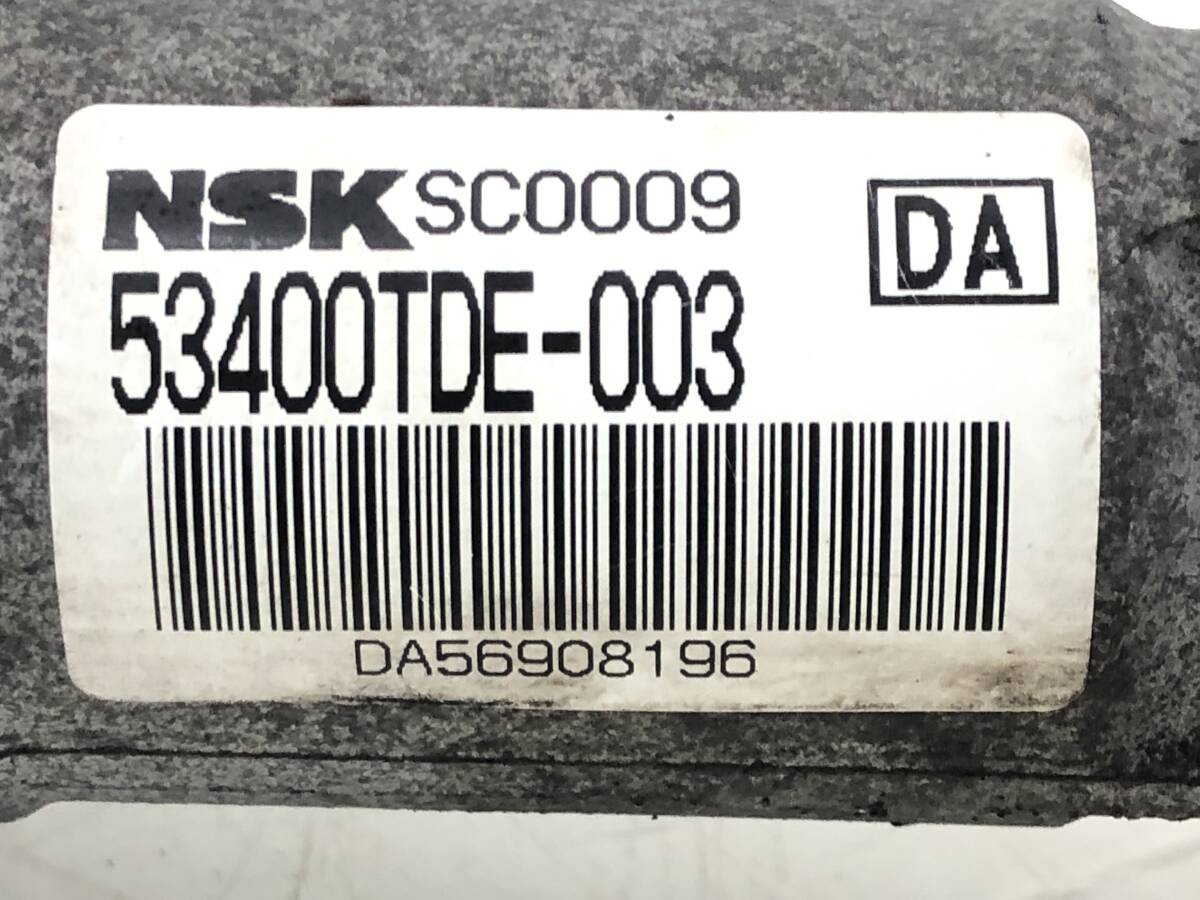 NSK SC0009
DA
53400TDE-003
DA56908196